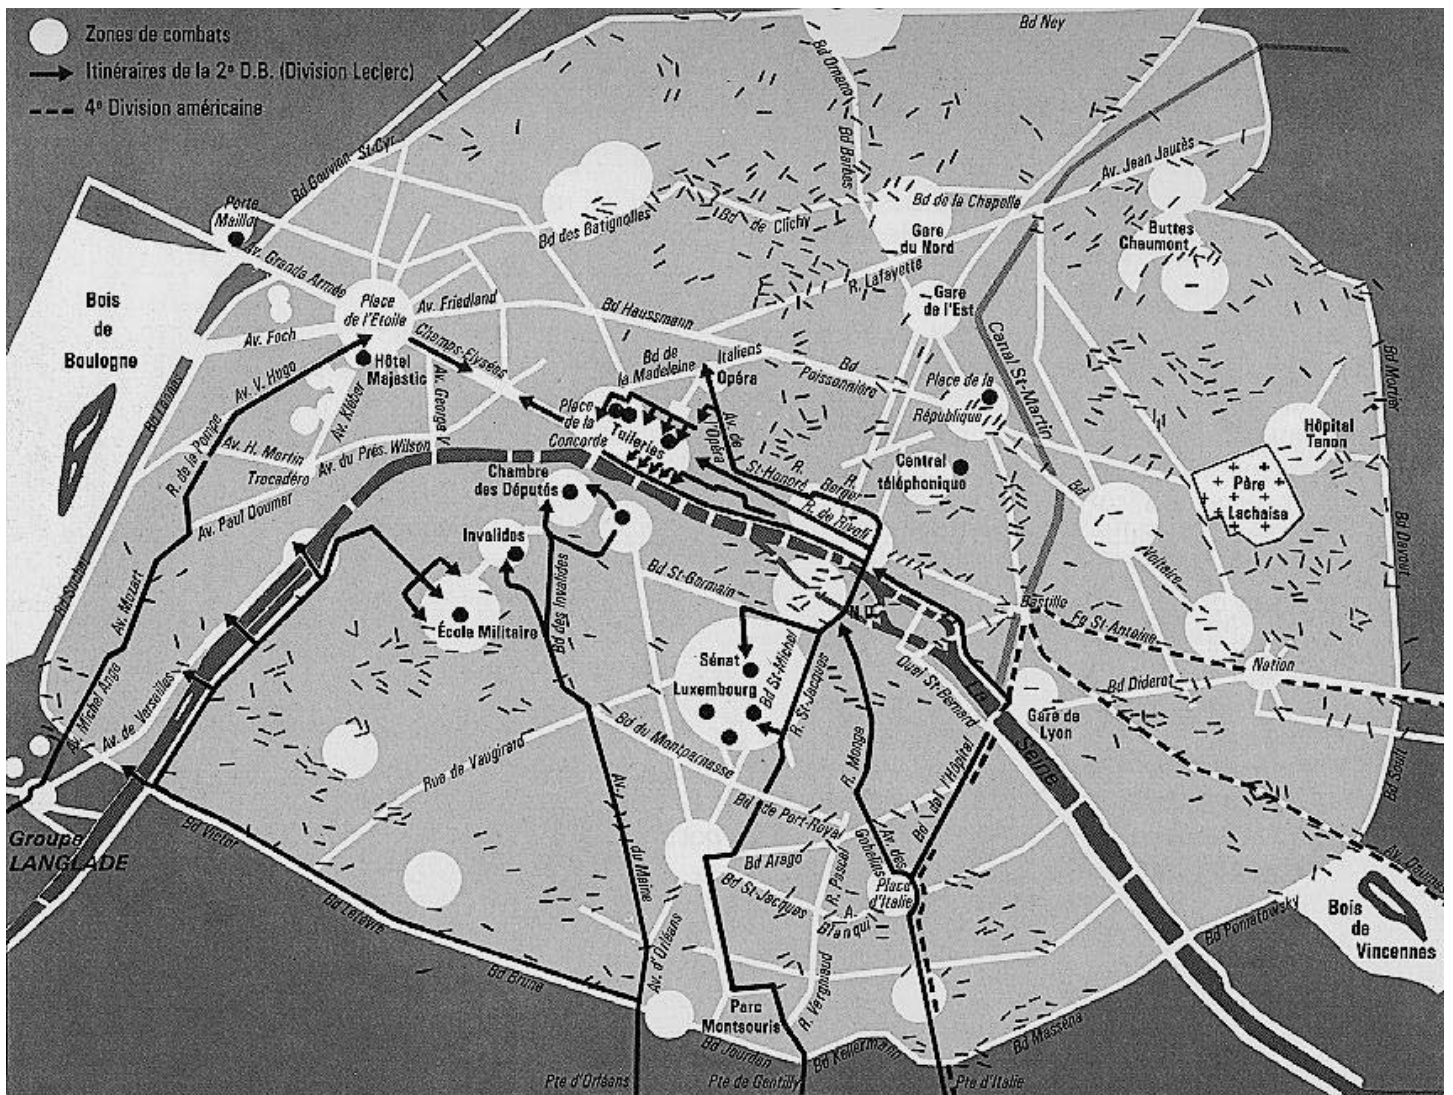 Zones de combats
Itinéraires de la 2e D.B. (Division Leclerc)
4e Division américaine
Bd Ney
Bd Ornano
Bd Barbès
Bd Gouvion St-Cyr
Porte
Maillot
Av. Grande Armée
Bd des Batignolles
Bd de Clichy
Bd de la Chapelle
Av. Jean Jaurès
Gare
du Nord
Buttes
Chaumont
R. Lafayette
Bois
de
Boulogne
Place
de l'Etoile
Av. Friedland
Bd Haussmann
Gare
de l'Est
Av. Foch
Champs-Elysées
Hôtel
Majestic
Av. V. Hugo
Av. Kléber
Av. George V
Bd de
la Madeleine
Italiens
Opéra
Bd
Poissonnière
Canal St-Martin
Place de la
République
Bd Mortier
R. de la Pompe
Av. H. Martin
Trocadéro
Av. du Prés. Wilson
Av. Paul Doumer
Place
de la
Concorde
Tuileries
Av. de
l'Opéra
R.
St-Honoré
R.
Berger
R. de Rivoli
Central
téléphonique
Hôpital
Tenon
Père
Lachaise
Bd
Voltaire
Bd Davout
Chambre
des Députés
Invalides
Bd des Invalides
École Militaire
Bd St-Germain
Av. Mozart
Bd Suchet
Av. Michel Ange
Av. de Versailles
N.D.
Bastille
Fg St-Antoine
Nation
Bd Diderot
Gare de
Lyon
Sénat
Luxembourg
Bd St-Michel
R. St-Jacques
Quai St-Bernard
La
Seine
R. Monge
Bd de l'Hôpital
Rue de Vaugirard
Bd du Montparnasse
Bd de Port-Royal
Av. des
Gobelins
Bd Arago
R. Pascal
Bd St-Jacques
A.
Blanqui
Place
d'Italie
Av. du Maine
Groupe
LANGLADE
Bd Victor
Bd Lefèvre
Bd Brune
Av. d'Orléans
R. Vergniaud
Parc
Montsouris
Bd Jourdan
Bd Kellermann
Bd Masséna
Bd Poniatowsky
Bd Soult
Av. Daumesnil
Bois
de
Vincennes
Pte d'Orléans
Pte de Gentilly
Pte d'Italie